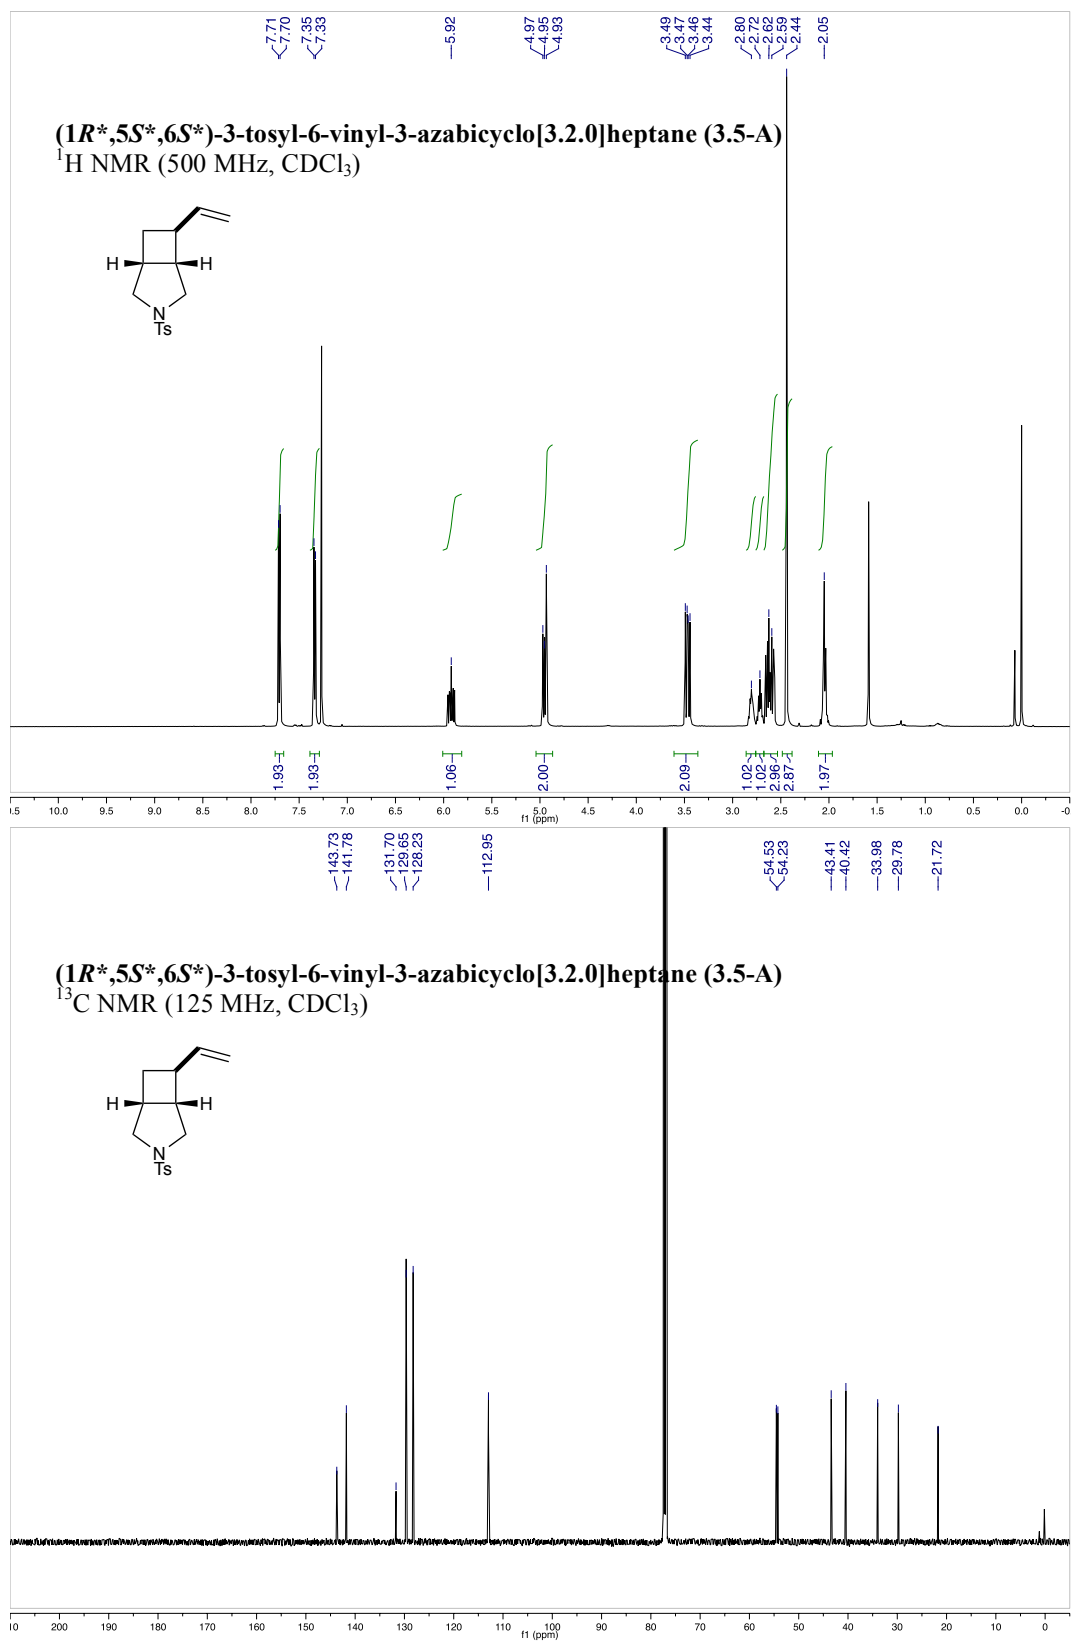 7.71
7.70
7.35
7.33
5.92
4.97
4.95
4.93
3.49
3.47
3.46
3.44
2.80
2.72
2.62
2.59
2.44
2.05
(1R*,5S*,6S*)-3-tosyl-6-vinyl-3-azabicyclo[3.2.0]heptane (3.5-A)
¹H NMR (500 MHz, CDCl₃)
H H
N
Ts
1.93
1.93
1.06
2.00
2.09
1.02
1.02
2.96
2.87
1.97
.5 10.0 9.5 9.0 8.5 8.0 7.5 7.0 6.5 6.0 5.5 5.0 4.5 4.0 3.5 3.0 2.5 2.0 1.5 1.0 0.5 0.0 -0
f1 (ppm)
143.73
141.78
131.70
129.65
128.23
112.95
54.53
54.23
43.41
40.42
33.98
29.78
21.72
(1R*,5S*,6S*)-3-tosyl-6-vinyl-3-azabicyclo[3.2.0]heptane (3.5-A)
¹³C NMR (125 MHz, CDCl₃)
H H
N
Ts
10 200 190 180 170 160 150 140 130 120 110 100 90 80 70 60 50 40 30 20 10 0
f1 (ppm)